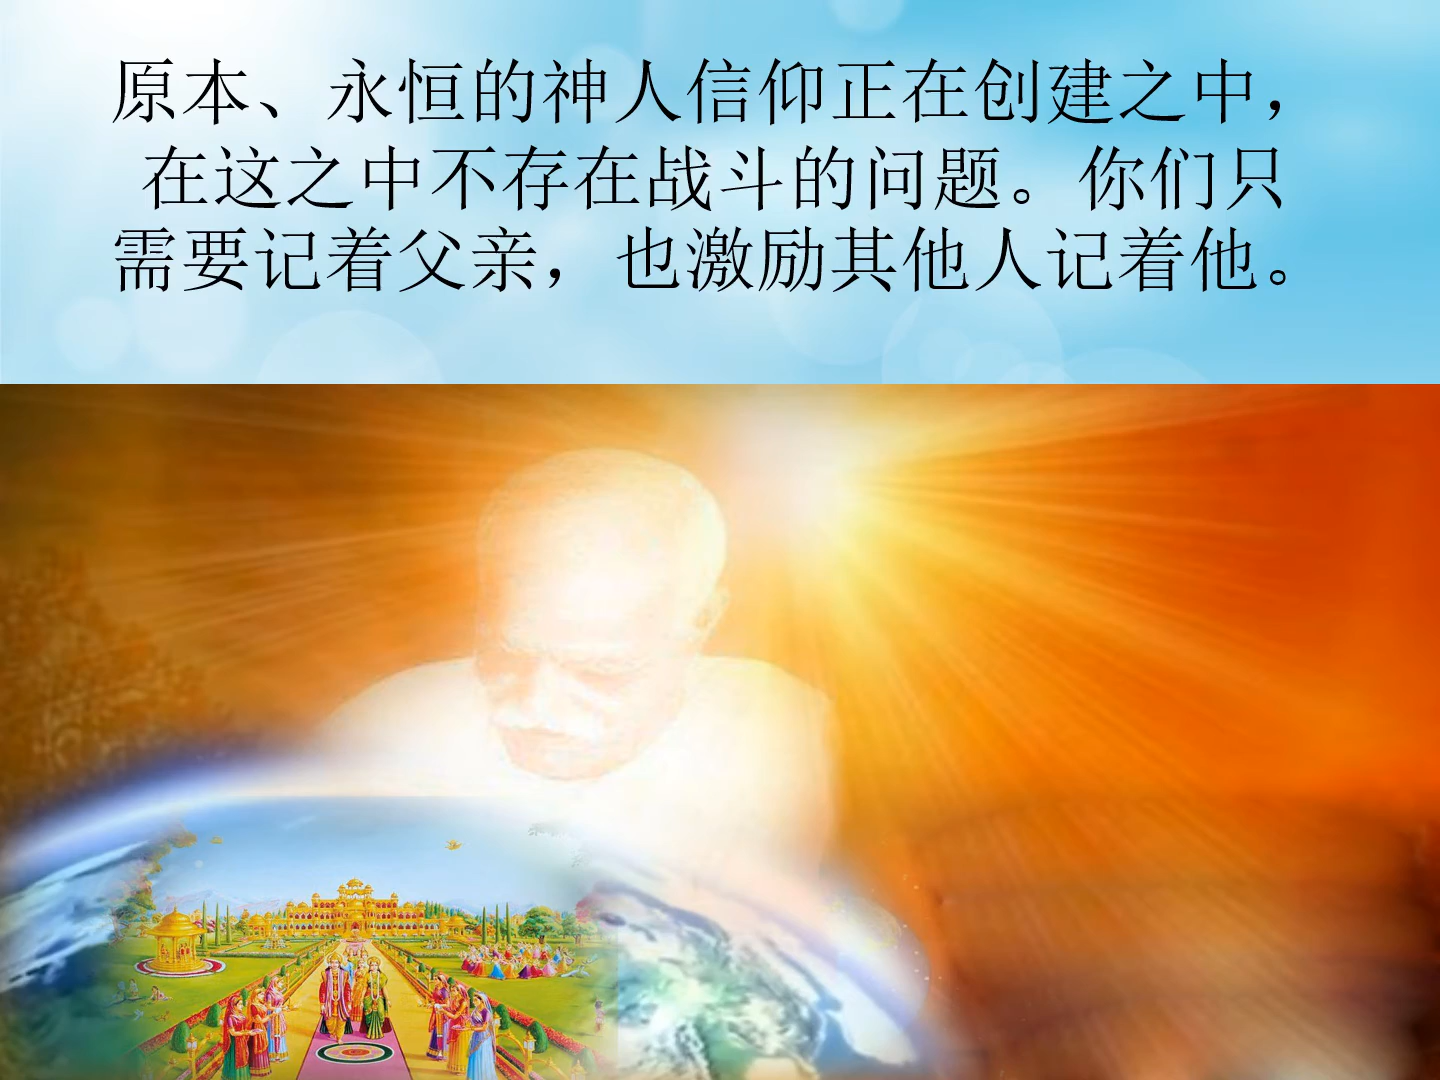 原本、永恒的神人信仰正在创建之中，
在这之中不存在战斗的问题。你们只
需要记着父亲，也激励其他人记着他。